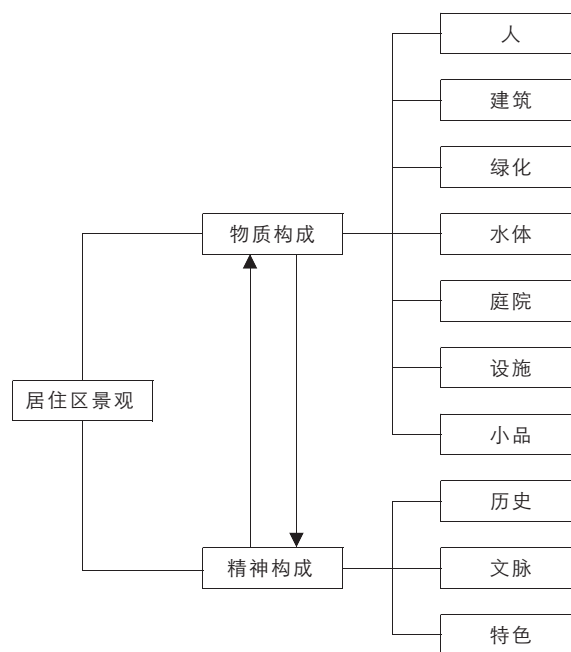 人
建筑
绿化
物质构成
水体
庭院
设施
居住区景观
小品
历史
精神构成
文脉
特色